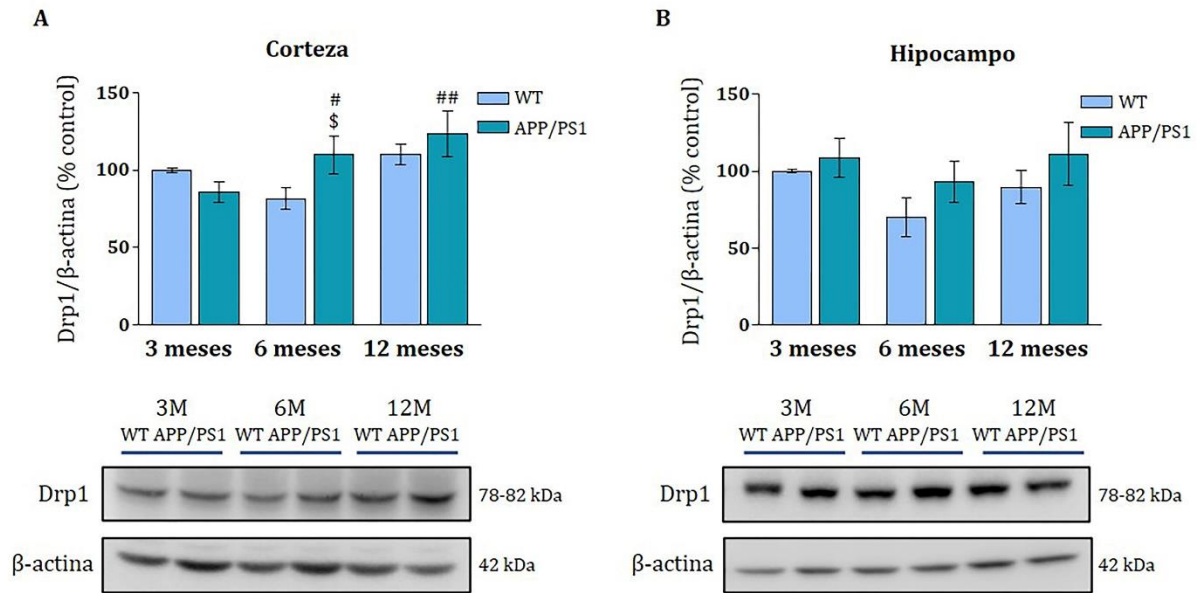 A
Corteza
Drp1/β-actina (% control)
150
100
50
0
#
$
##
WT
APP/PS1
3 meses 6 meses 12 meses
3M 6M 12M
WT APP/PS1 WT APP/PS1 WT APP/PS1
Drp1 78-82 kDa
β-actina 42 kDa
B
Hipocampo
Drp1/β-actina (% control)
150
100
50
0
WT
APP/PS1
3 meses 6 meses 12 meses
3M 6M 12M
WT APP/PS1 WT APP/PS1 WT APP/PS1
Drp1 78-82 kDa
β-actina 42 kDa